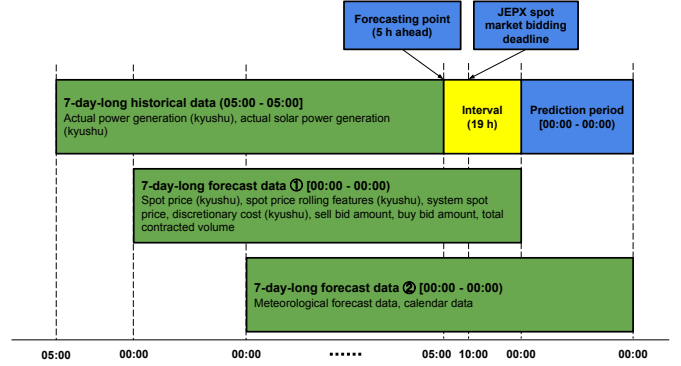 Forecasting point
(5 h ahead)
JEPX spot
market bidding
deadline
7-day-long historical data (05:00 - 05:00]
Actual power generation (kyushu), actual solar power generation
(kyushu)
Interval
(19 h)
Prediction period
[00:00 - 00:00)
7-day-long forecast data ① [00:00 - 00:00)
Spot price (kyushu), spot price rolling features (kyushu), system spot
price, discretionary cost (kyushu), sell bid amount, buy bid amount, total
contracted volume
7-day-long forecast data ② [00:00 - 00:00)
Meteorological forecast data, calendar data
05:00 00:00 00:00 ...... 05:00 10:00 00:00 00:00